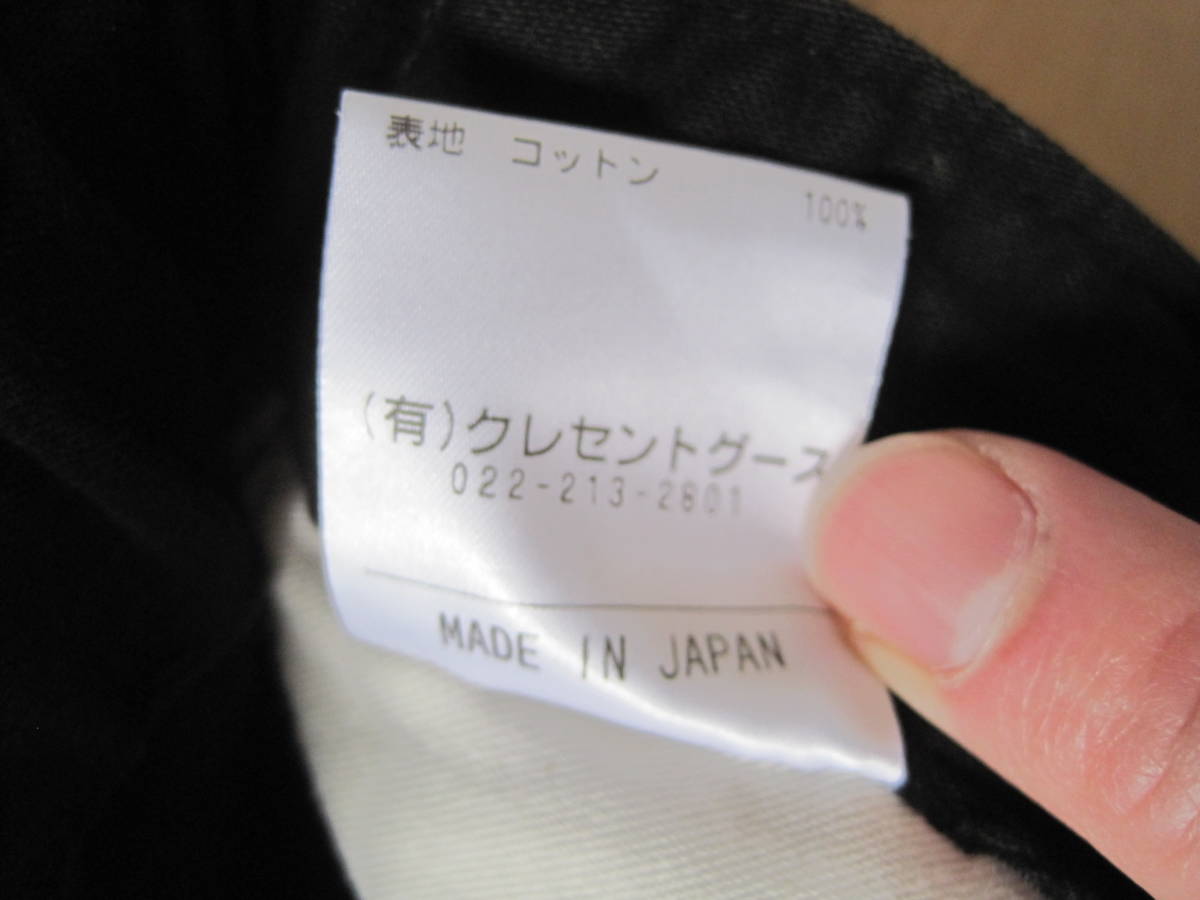 表地 コットン 100%
(有)クレセントグース
022-213-2801
MADE IN JAPAN